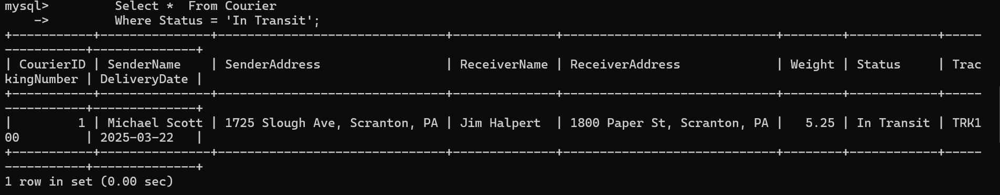 mysql>         Select *  From Courier
    ->         Where Status = 'In Transit';
+-----------+---------------+-------------------------------+--------------+-----------------------------+--------+------------+-----
-----------+--------------+
| CourierID | SenderName    | SenderAddress                 | ReceiverName | ReceiverAddress             | Weight | Status     | Trac
kingNumber | DeliveryDate |
+-----------+---------------+-------------------------------+--------------+-----------------------------+--------+------------+-----
-----------+--------------+
|         1 | Michael Scott | 1725 Slough Ave, Scranton, PA | Jim Halpert  | 1800 Paper St, Scranton, PA |   5.25 | In Transit | TRK1
00         | 2025-03-22   |
+-----------+---------------+-------------------------------+--------------+-----------------------------+--------+------------+-----
-----------+--------------+
1 row in set (0.00 sec)